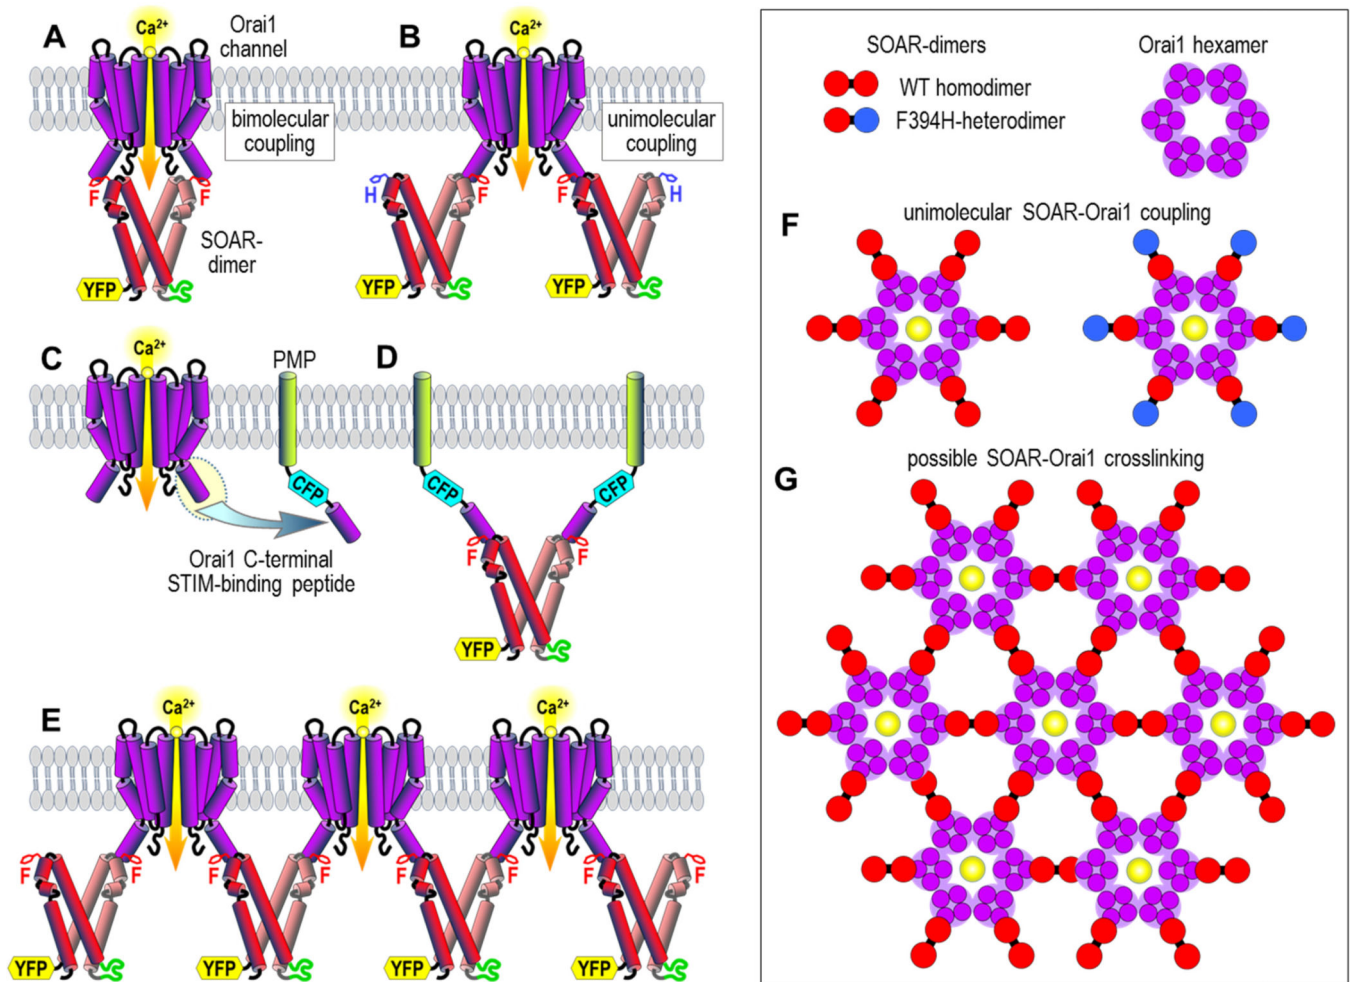 A
Ca²⁺
Orai1
channel
bimolecular
coupling
F
F
SOAR-
dimer
YFP
B
Ca²⁺
unimolecular
coupling
H
F
F
H
YFP
YFP
C
Ca²⁺
PMP
CFP
Orai1 C-terminal
STIM-binding peptide
D
CFP
CFP
F
F
YFP
E
Ca²⁺
Ca²⁺
Ca²⁺
F
F
F
F
F
F
F
F
YFP
YFP
YFP
YFP
SOAR-dimers
WT homodimer
F394H-heterodimer
Orai1 hexamer
F
unimolecular SOAR-Orai1 coupling
possible SOAR-Orai1 crosslinking
G